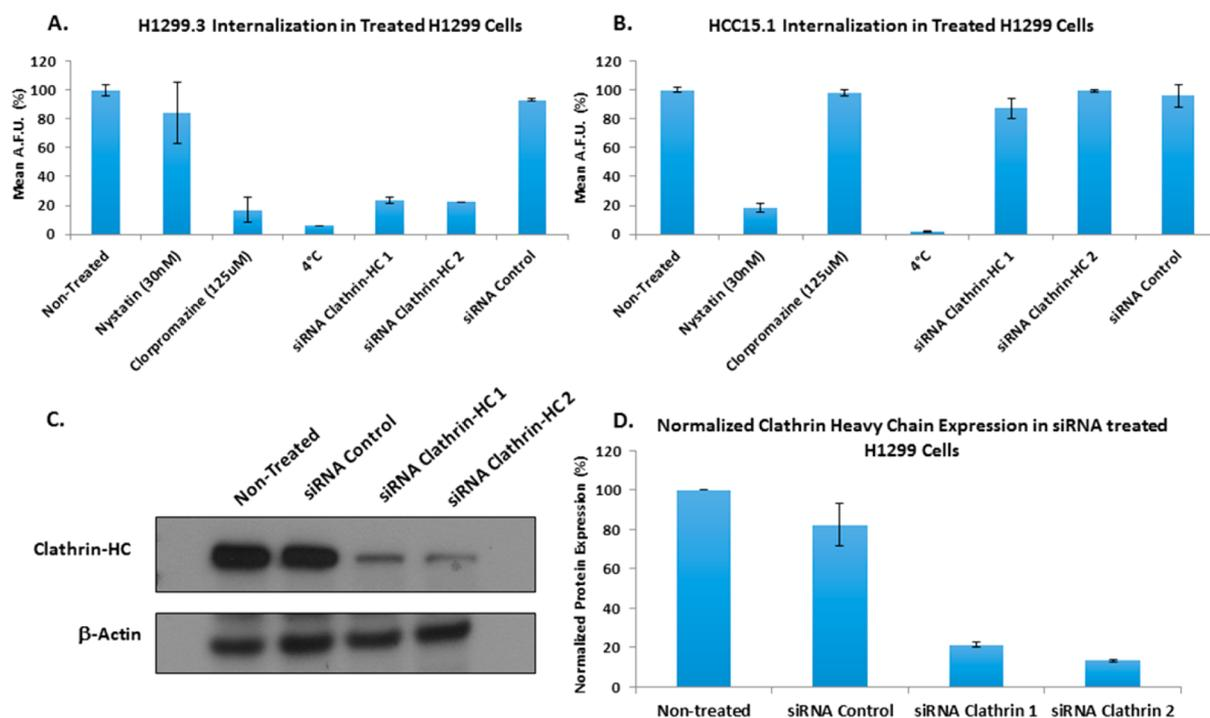 A.
H1299.3 Internalization in Treated H1299 Cells
Mean A.F.U. (%)
120
100
80
60
40
20
0
Non-Treated
Nystatin (30nM)
Clorpromazine (125uM)
4°C
siRNA Clathrin-HC 1
siRNA Clathrin-HC 2
siRNA Control
B.
HCC15.1 Internalization in Treated H1299 Cells
Mean A.F.U. (%)
120
100
80
60
40
20
0
Non-Treated
Nystatin (30nM)
Clorpromazine (125uM)
4°C
siRNA Clathrin-HC 1
siRNA Clathrin-HC 2
siRNA Control
C.
Non-Treated
siRNA Control
siRNA Clathrin-HC 1
siRNA Clathrin-HC 2
Clathrin-HC
β-Actin
D.
Normalized Clathrin Heavy Chain Expression in siRNA treated
H1299 Cells
Normalized Protein Expression (%)
120
100
80
60
40
20
0
Non-treated
siRNA Control
siRNA Clathrin 1
siRNA Clathrin 2